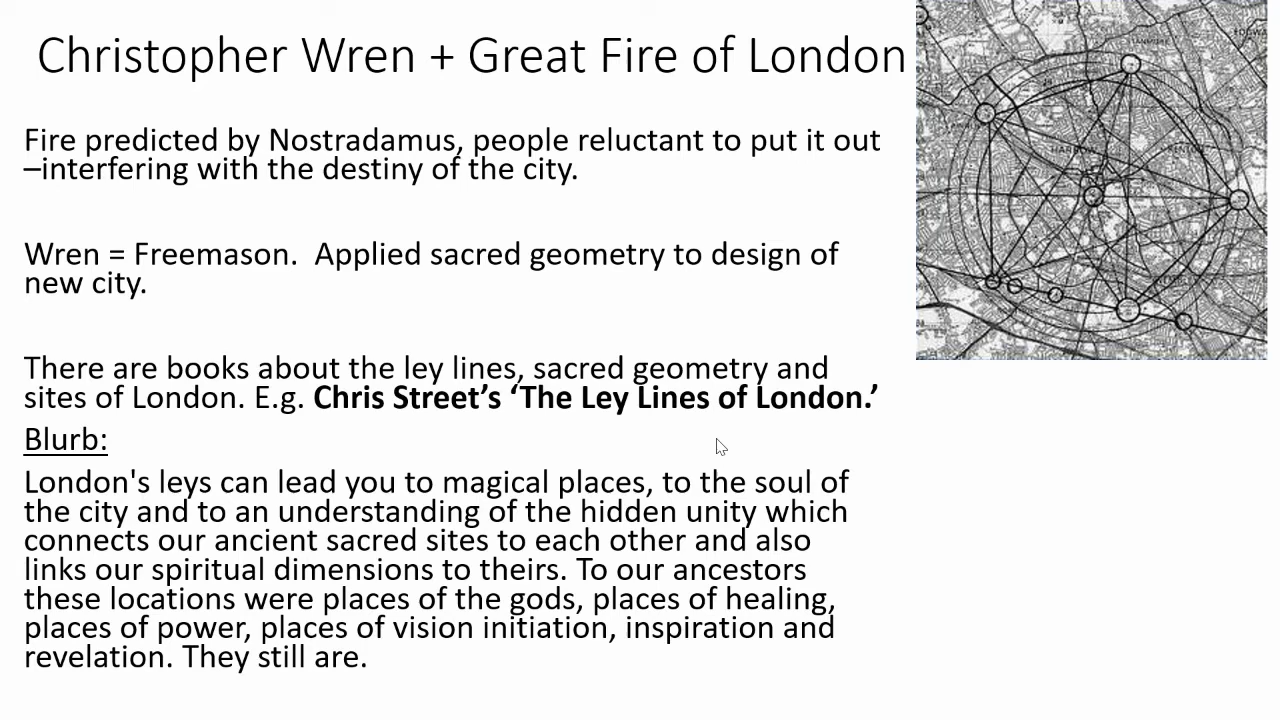 Christopher Wren + Great Fire of London
Fire predicted by Nostradamus, people reluctant to put it out
–interfering with the destiny of the city.
Wren = Freemason.  Applied sacred geometry to design of
new city.
There are books about the ley lines, sacred geometry and
sites of London. E.g. Chris Street’s ‘The Ley Lines of London.’
Blurb:
London's leys can lead you to magical places, to the soul of
the city and to an understanding of the hidden unity which
connects our ancient sacred sites to each other and also
links our spiritual dimensions to theirs. To our ancestors
these locations were places of the gods, places of healing,
places of power, places of vision initiation, inspiration and
revelation. They still are.
HARROW